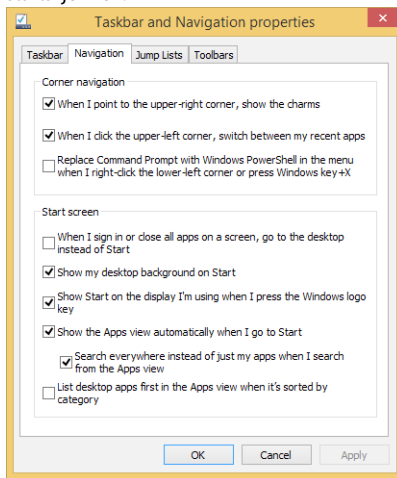 Taskbar and Navigation properties
Taskbar
Navigation
Jump Lists
Toolbars
Corner navigation
When I point to the upper-right corner, show the charms
When I click the upper-left corner, switch between my recent apps
Replace Command Prompt with Windows PowerShell in the menu
when I right-click the lower-left corner or press Windows key+X
Start screen
When I sign in or close all apps on a screen, go to the desktop
instead of Start
Show my desktop background on Start
Show Start on the display I'm using when I press the Windows logo
key
Show the Apps view automatically when I go to Start
Search everywhere instead of just my apps when I search
from the Apps view
List desktop apps first in the Apps view when it's sorted by
category
OK
Cancel
Apply